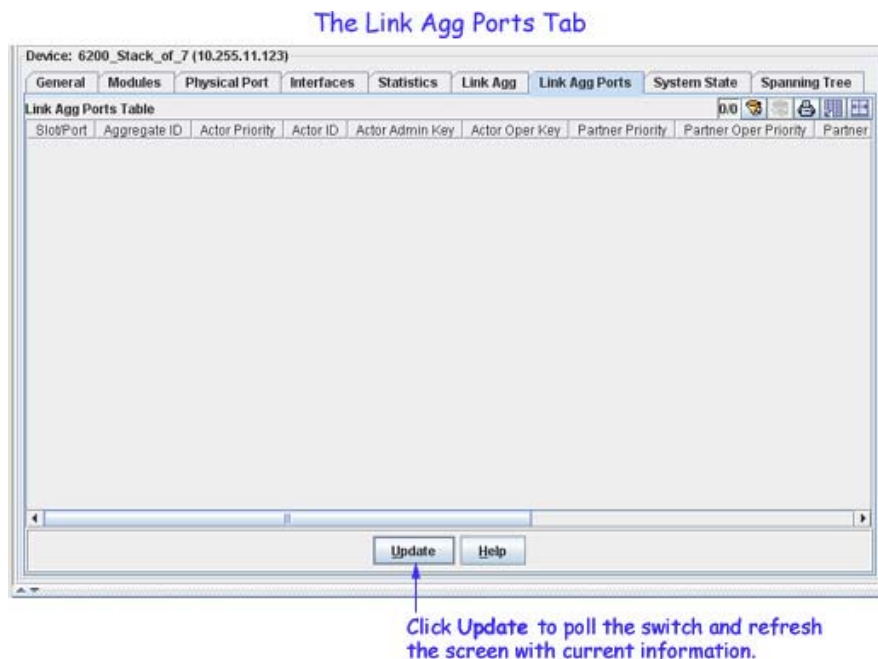 The Link Agg Ports Tab
Device: 6200_Stack_of_7 (10.255.11.123)
General Modules Physical Port Interfaces Statistics Link Agg Link Agg Ports System State Spanning Tree
Link Agg Ports Table 0/0
Slot/Port Aggregate ID Actor Priority Actor ID Actor Admin Key Actor Oper Key Partner Priority Partner Oper Priority Partner
Update Help
Click Update to poll the switch and refresh
the screen with current information.